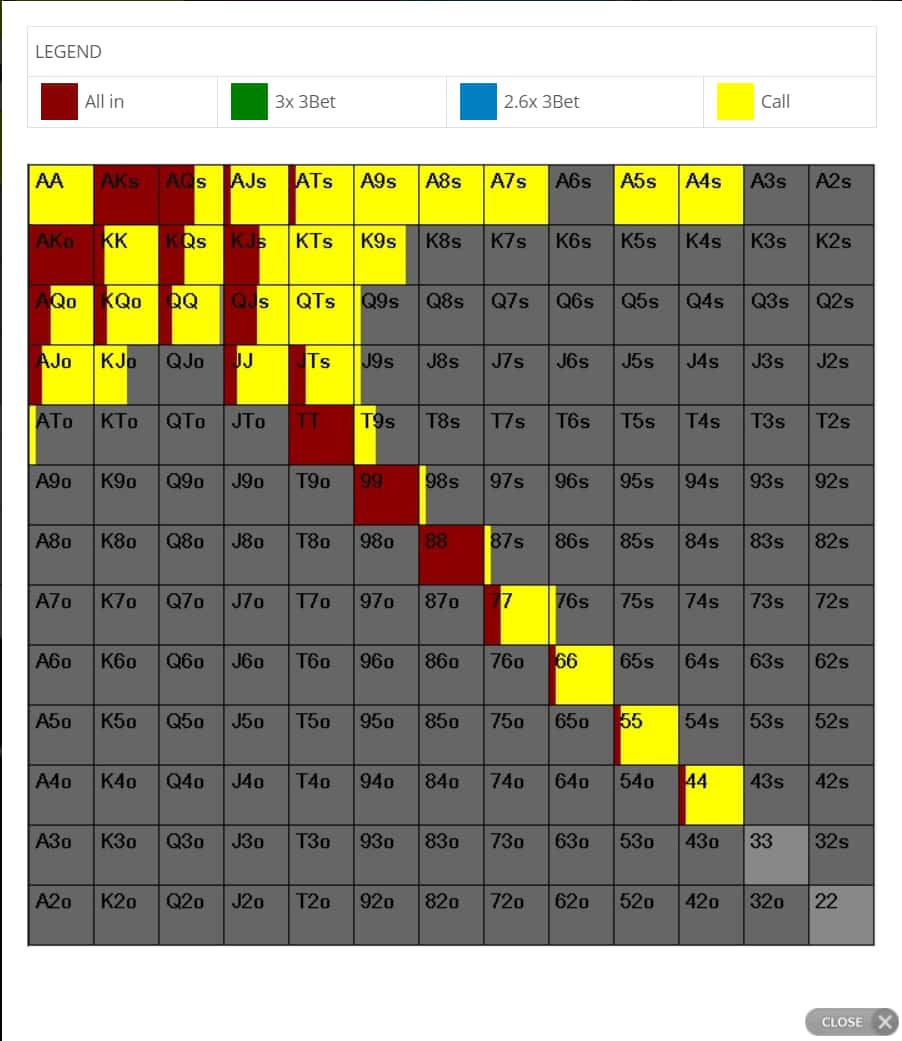 LEGEND
All in 3x 3Bet 2.6x 3Bet Call
AA AKs AQs AJs ATs A9s A8s A7s A6s A5s A4s A3s A2s
AKo KK KQs KJs KTs K9s K8s K7s K6s K5s K4s K3s K2s
AQo KQo QQ QJs QTs Q9s Q8s Q7s Q6s Q5s Q4s Q3s Q2s
AJo KJo QJo JJ JTs J9s J8s J7s J6s J5s J4s J3s J2s
ATo KTo QTo JTo TT T9s T8s T7s T6s T5s T4s T3s T2s
A9o K9o Q9o J9o T9o 99 98s 97s 96s 95s 94s 93s 92s
A8o K8o Q8o J8o T8o 98o 88 87s 86s 85s 84s 83s 82s
A7o K7o Q7o J7o T7o 97o 87o 77 76s 75s 74s 73s 72s
A6o K6o Q6o J6o T6o 96o 86o 76o 66 65s 64s 63s 62s
A5o K5o Q5o J5o T5o 95o 85o 75o 65o 55 54s 53s 52s
A4o K4o Q4o J4o T4o 94o 84o 74o 64o 54o 44 43s 42s
A3o K3o Q3o J3o T3o 93o 83o 73o 63o 53o 43o 33 32s
A2o K2o Q2o J2o T2o 92o 82o 72o 62o 52o 42o 32o 22
CLOSE